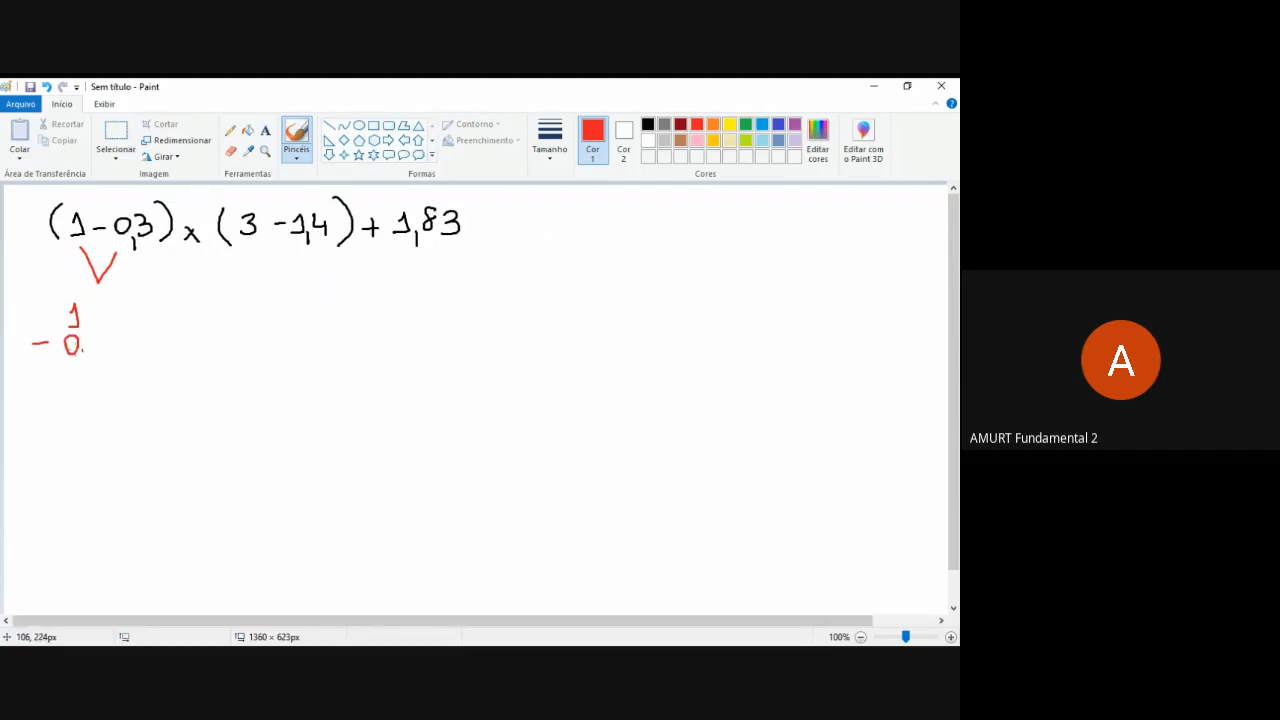 Sem título - Paint
Arquivo Início Exibir
Colar
Recortar
Copiar
Área de Transferência
Selecionar
Cortar
Redimensionar
Girar
Imagem
A
Ferramentas
Pincéis
Contorno
Preenchimento
Formas
Tamanho
Cor 1
Cor 2
Editar cores
Editar com o Paint 3D
Cores
(1 - 0,3) x (3 - 1,4) + 1,83
1
- 0.
A
AMURT Fundamental 2
106, 224px 1360 × 623px 100%